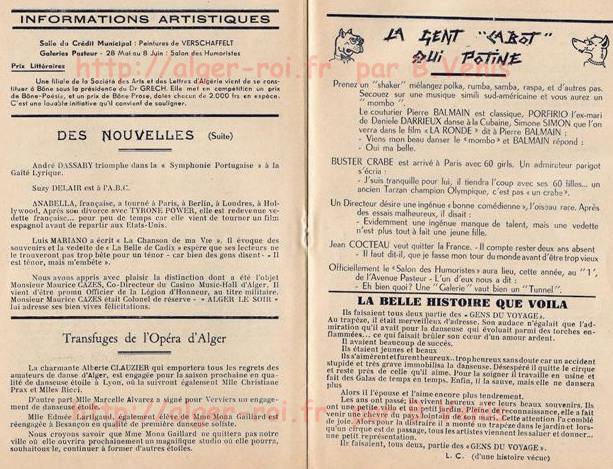 INFORMATIONS ARTISTIQUES
Salle du Crédit Municipal : Peintures de VERSCHAFFELT
Galeries Pasteur - 28 Mai au 8 Juin : Salon des Humoristes
Prix Littéraires
Une filiale de la Société des Arts et des Lettres d'Algérie vient de se cons-
tituer à Bône sous la présidence du Dr GRECH. Elle met en compétition un prix
de Bône-Poésie, et un prix de Bône Prose, dotés chacun de 2.000 frs en espèce.
C'est une louable initiative qu'il convient de souligner.
DES NOUVELLES (Suite)
André DASSARY triomphe dans la « Symphonie Portugaise » à la
Gaîté Lyrique.
Suzy DELAIR est à l'A.B.C.
ANABELLA, française, a tourné à Paris, à Berlin, à Londres, à Hol-
lywood. Après son divorce avec TYRONE POWER, elle est redevenue ve-
dette française... pour peu de temps car elle vient de tourner un film
espagnol avant de repartir aux Etats-Unis.
Luis MARIANO a écrit « La Chanson de ma Vie ». Il évoque des
souvenirs et la vedette de « La Belle de Cadix » espère que ses lecteurs ne
le trouveront pas trop bête pour un ténor - car bien des gens disent - « Il
est ténor, mais n'embête ».
Nous avons appris avec plaisir la distinction dont a été l'objet
Monsieur Maurice CAZES, Co-Directeur du Casino Music-Hall d'Alger. Il
vient d'être promu Officier de la Légion d'Honneur, au titre militaire.
Monsieur Maurice CAZES était Colonel de réserve - « ALGER LE SOIR »
lui adresse ses bien vives félicitations.
Transfuges de l'Opéra d'Alger
La charmante Alberte CLAUZIER qui emportera tous les regrets des
amateurs de danse d'Alger, est engagée pour la saison prochaine en qua-
lité de danseuse étoile à Lyon, où la suivront également Mlle Christiane
Prax et Miles Ricci.
D'autre part Mlle Marcelle Alvarez a signé pour Verviers un engage-
ment de danseuse
Mlle Edmée élève de Mona Gaillard est
réengagée à Besançon en qualité de première danseuse soliste.
Nous croyons savoir que Mme Mona Gaillard ne quittera pas notre
ville où elle ouvrira prochainement un magnifique studio où elle pourra,
souhaitons le, continuer à former d'autres étoiles.
LA GENT "CABOT"
QUI POTINE
Prenez un "shaker" mélangez polka, rumba, samba, raspa, et d'autres pas.
Secouez sur une musique simili sud-américaine et vous aurez un
"mombo".
Le couturier Pierre BALMAIN est classique, PORFIRIO l'ex-mari
de Daniele DARRIEUX danse à la Cubaine, Simone SIMON que l'on
verra dans le film « LA RONDE » dit à Pierre BALMAIN :
- Viens mon beau danser le «mombo» et BALMAIN répond :
- Oui ma belle.
BUSTER CRABE est arrivé à Paris avec 60 girls. Un admirateur parigot
s'écria :
- J'suis tranquille pour lui, il tiendra l'coup avec ses 60 filles... un
ancien Tarzan champion Olympique, c'est pas « un crabe ».
Un Directeur désire une ingénue « bonne comédienne », l'oiseau rare. Après
des essais malheureux, il disait :
- Evidemment une ingénue manque de talent, mais une vedette
n'est plus tout à fait une jeune fille.
Jean COCTEAU veut quitter la France. - Il compte rester deux ans absent
- Il faut dit-il, que je fasse mon tour du monde avant d'être trop vieux
Officiellement le «Salon des Humoristes» aura lieu, cette année, au "1",
de l'Avenue Pasteur - L'un d'eux nous a dit :
- Eh bien quoi? Une "Galerie" vaut bien un "Tunnel".
LA BELLE HISTOIRE QUE VOILA
Ils faisaient tous deux partie des « GENS DU VOYAGE ».
Au trapèze, il était merveilleux d'adresse. Son audace n'égalait que l'ad-
miration qu'il avait pour la danseuse qui évoluait parmi des torches en-
flammées... ce qui faisait brûler son cœur d'un amour ardent.
Il avaient beaucoup de succès.
Ils étaient jeunes et beaux
Ils s'aimèrent et furent heureux... trop heureux sans doute car un accident
stupide et très grave immobilisa la danseuse. Désespéré il quitte le cirque
et reste près de celle qu'il aime. Pour la soigner il travaille en usine et
fait des Galas de temps en temps. Enfin, il la sauve, mais elle ne dansera
plus
Alors il l'épouse et l'aime encore plus tendrement.
Les ans ont passé; ils vivent heureux avec leurs beaux souvenirs. Ils
ont une petite
venir une danseuse du pays lointain
de joie. Alors pour la distraire il a monté un trapèze dans le jardin et lors-
qu'un cirque est de passage, tous les artistes viennent les saluer et donner...
une petit représentation.
Ils faisaient, tous deux, partie des «GENS DU VOYAGE».
L. C. (d'une histoire vécue)
http://alger-roi.fr par B.Venis
http://alger-roi.fr par B.Venis